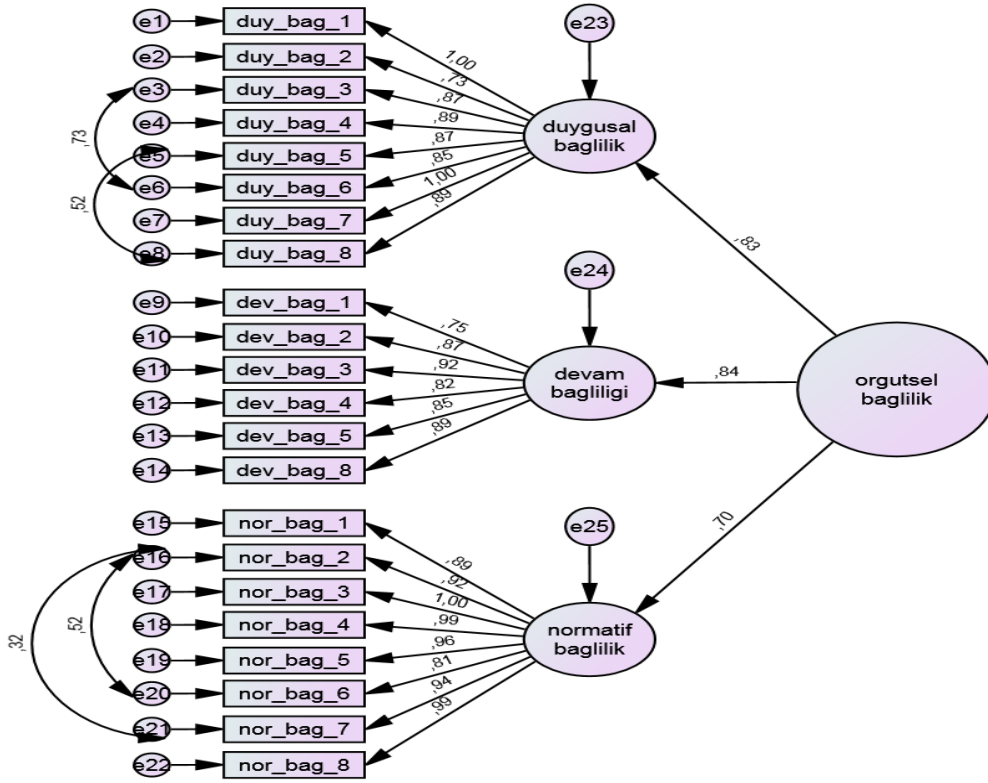 e1
duy_bag_1
e2
duy_bag_2
e3
duy_bag_3
e4
duy_bag_4
e5
duy_bag_5
e6
duy_bag_6
e7
duy_bag_7
e8
duy_bag_8
,73
,52
1,00
,73
,87
,89
,87
,85
1,00
,89
e23
duygusal
baglilik
,83
e9
dev_bag_1
e10
dev_bag_2
e11
dev_bag_3
e12
dev_bag_4
e13
dev_bag_5
e14
dev_bag_8
,75
,87
,92
,82
,85
,89
e24
devam
bagliligi
,84
orgutsel
baglilik
e15
nor_bag_1
e16
nor_bag_2
e17
nor_bag_3
e18
nor_bag_4
e19
nor_bag_5
e20
nor_bag_6
e21
nor_bag_7
e22
nor_bag_8
,32
,52
,89
,92
1,00
,99
,96
,81
,94
,99
e25
normatif
baglilik
,70